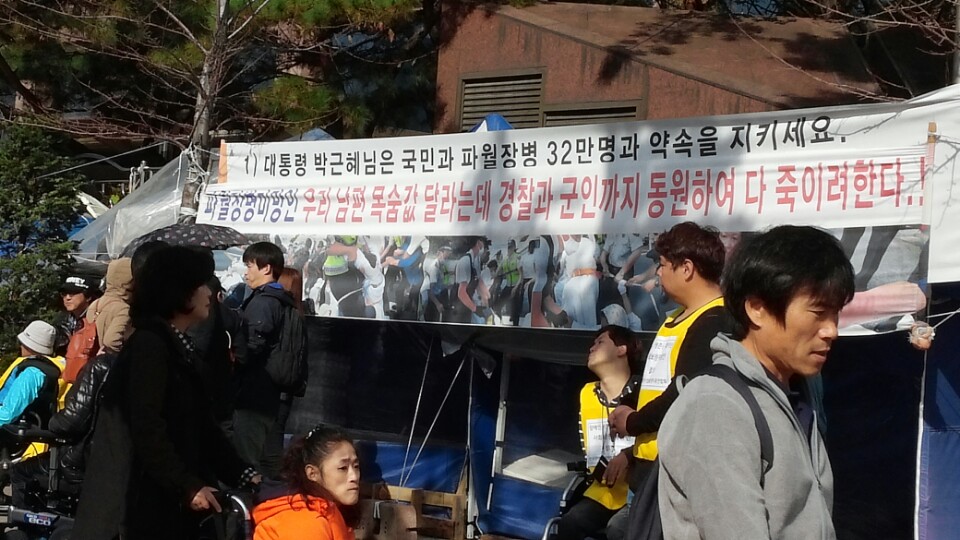 1) 대통령 박근혜님은 국민과 파월장병 32만명과 약속을 지키세요.
파월장병미망인 우리 남편 목숨값 달라는데 경찰과 군인까지 동원하여 다 죽이려한다.!!